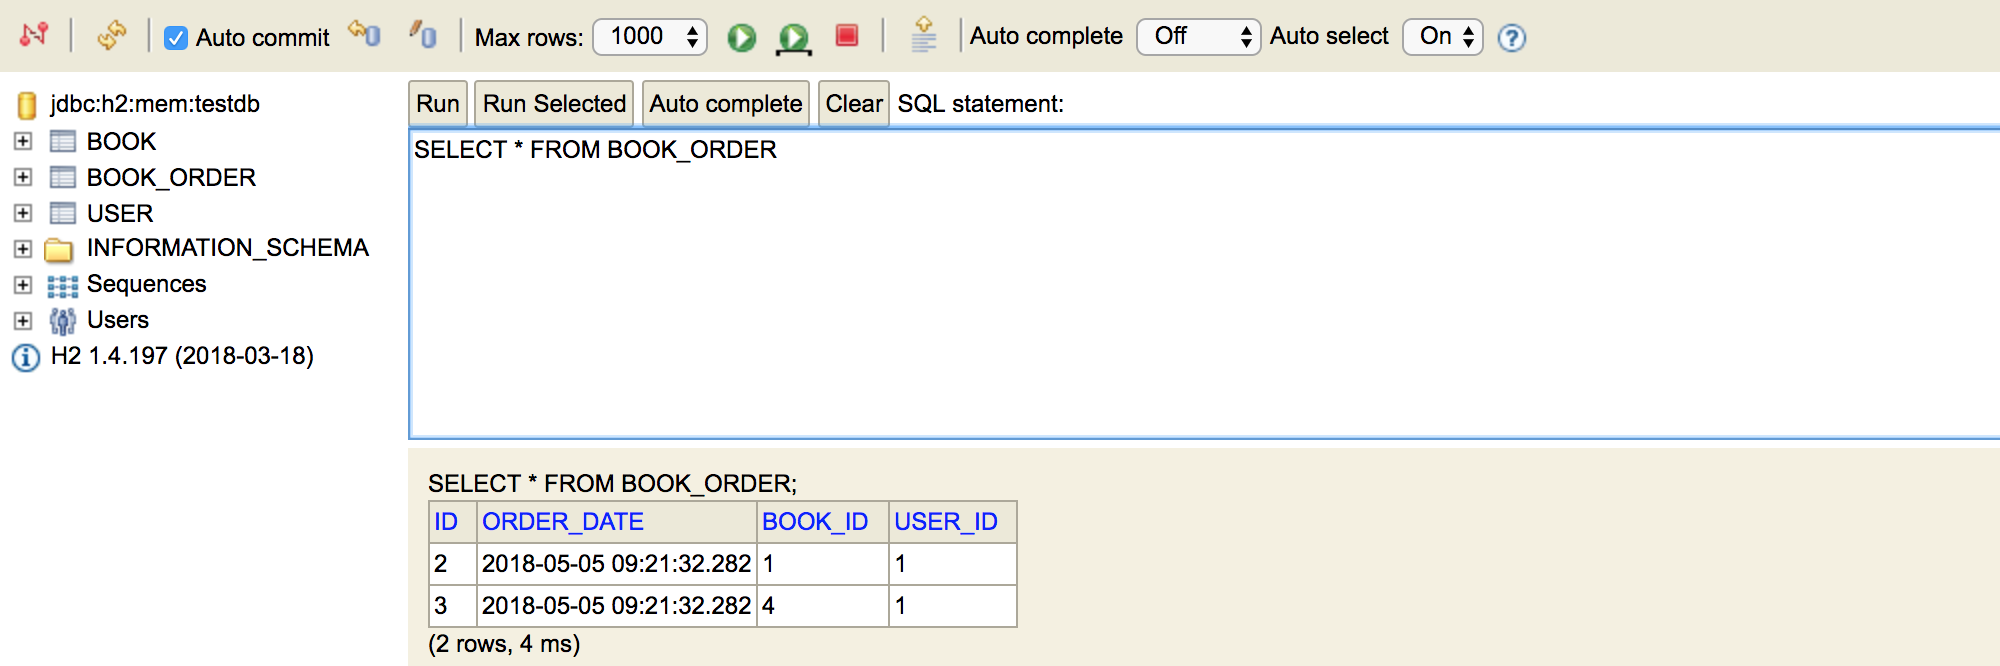 Auto commit Max rows: 1000 Auto complete Off Auto select On ?
jdbc:h2:mem:testdb
BOOK
BOOK_ORDER
USER
INFORMATION_SCHEMA
Sequences
Users
H2 1.4.197 (2018-03-18)
Run Run Selected Auto complete Clear SQL statement:
SELECT * FROM BOOK_ORDER
SELECT * FROM BOOK_ORDER;
ID ORDER_DATE BOOK_ID USER_ID
2 2018-05-05 09:21:32.282 1 1
3 2018-05-05 09:21:32.282 4 1
(2 rows, 4 ms)